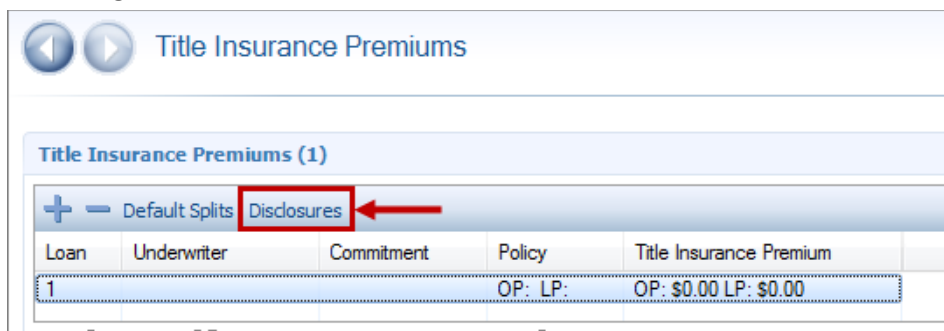 Title Insurance Premiums
Title Insurance Premiums (1)
Default Splits Disclosures
Loan Underwriter Commitment Policy Title Insurance Premium
1 OP: LP: OP: $0.00 LP: $0.00